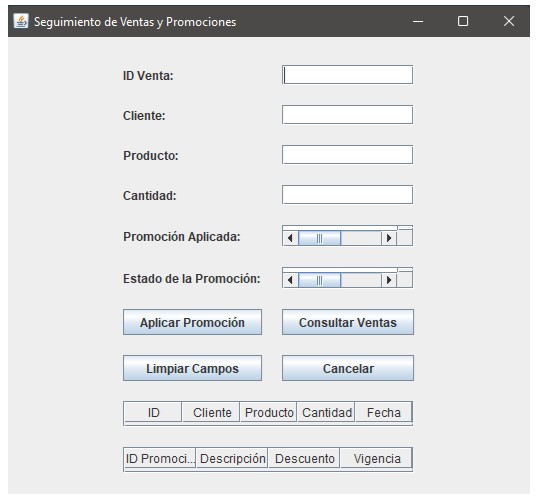 Seguimiento de Ventas y Promociones
ID Venta:
Cliente:
Producto:
Cantidad:
Promoción Aplicada:
Estado de la Promoción:
Aplicar Promoción Consultar Ventas
Limpiar Campos Cancelar
ID Cliente Producto Cantidad Fecha
ID Promoci... Descripción Descuento Vigencia